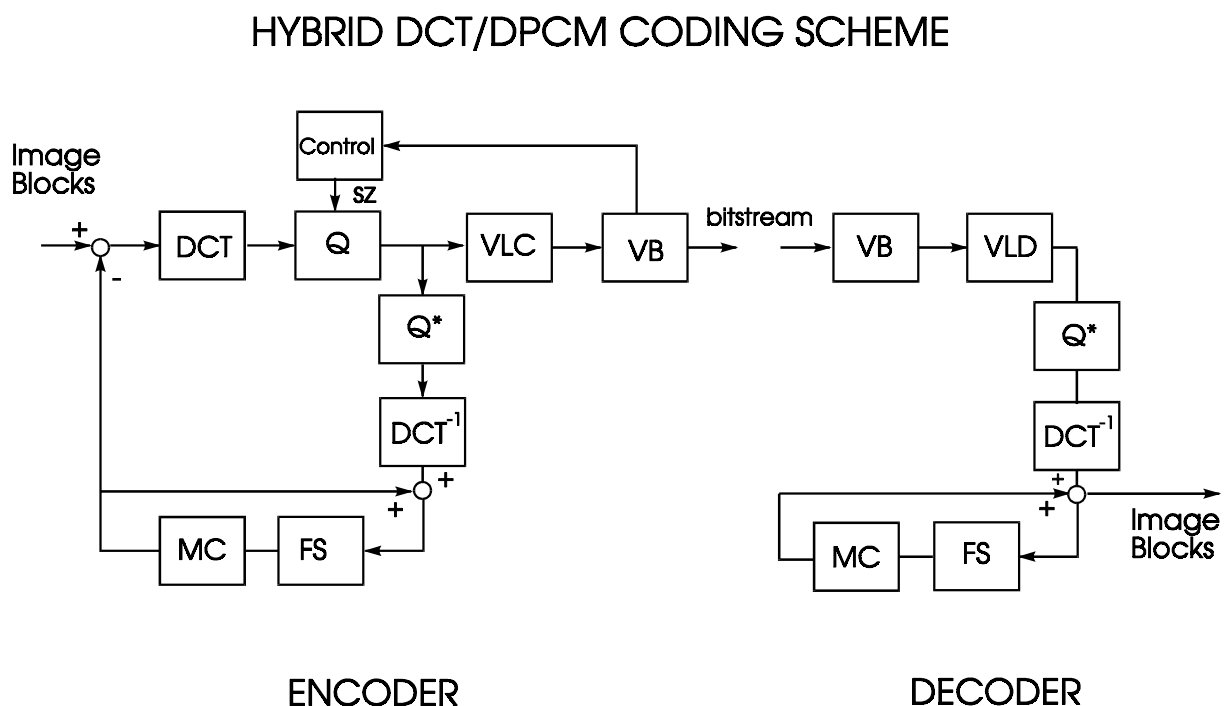 HYBRID DCT/DPCM CODING SCHEME
Image
Blocks
+
-
Control
SZ
DCT
Q
VLC
VB
bitstream
VB
VLD
Q*
Q*
DCT-1
DCT-1
+
+
+
+
MC
FS
MC
FS
Image
Blocks
ENCODER
DECODER